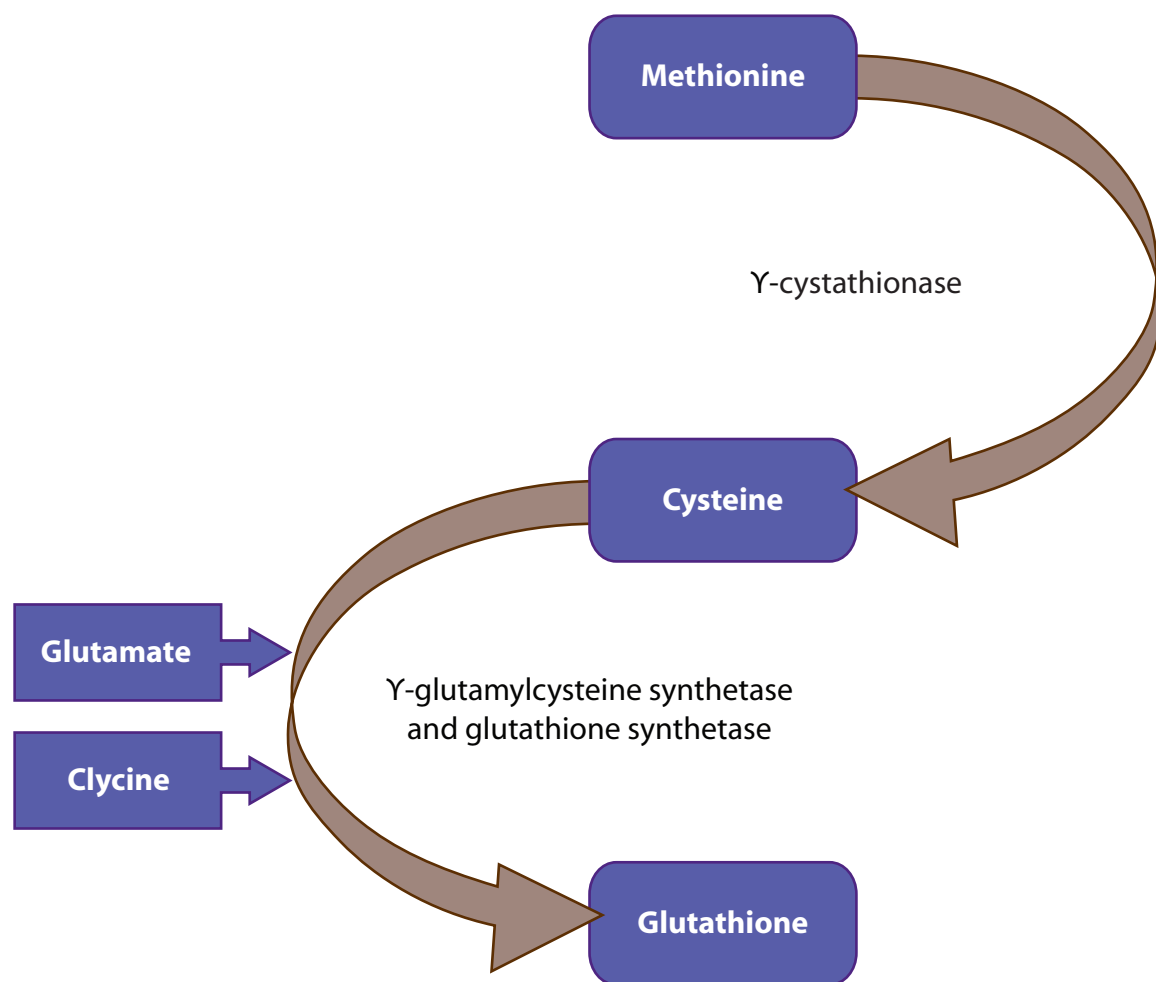 Methionine
ϒ-cystathionase
Cysteine
Glutamate
ϒ-glutamylcysteine synthetase
and glutathione synthetase
Clycine
Glutathione